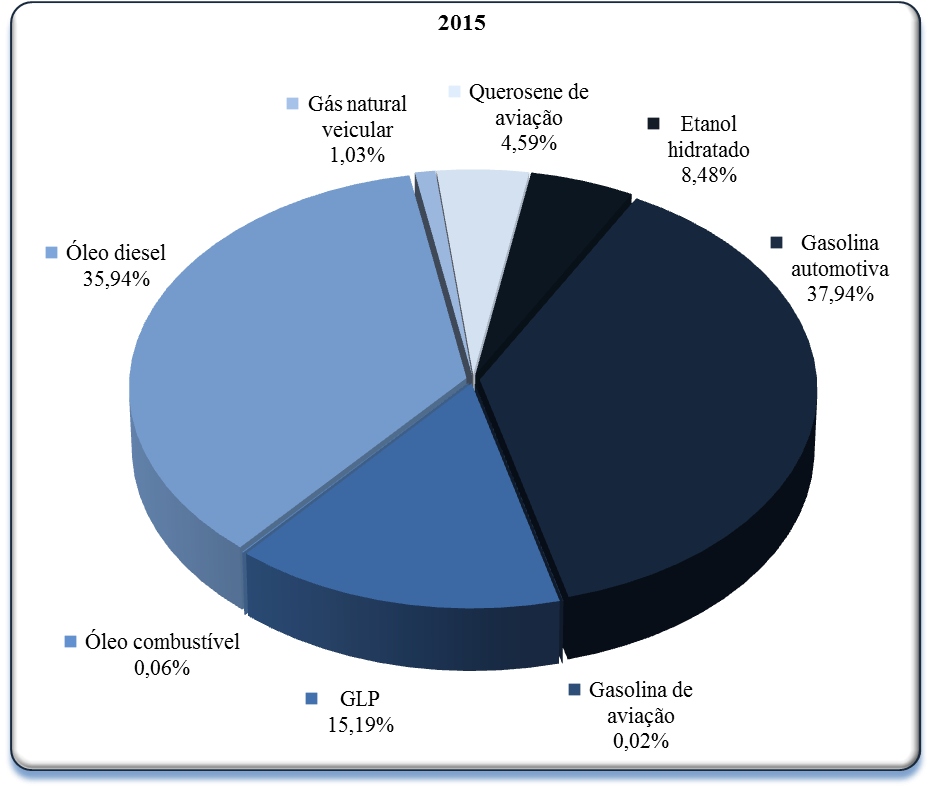 2015
Gás natural
veicular
1,03%
Querosene de
aviação
4,59%
Etanol
hidratado
8,48%
Gasolina
automotiva
37,94%
Óleo diesel
35,94%
Óleo combustível
0,06%
GLP
15,19%
Gasolina de
aviação
0,02%